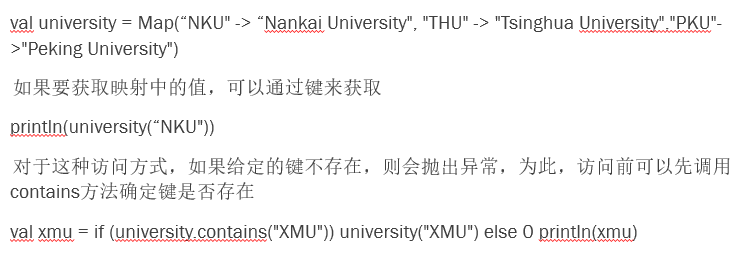 val university = Map(“NKU" -> “Nankai University", "THU" -> "Tsinghua University","PKU"-
>"Peking University")
如果要获取映射中的值，可以通过键来获取
println(university(“NKU"))
对于这种访问方式，如果给定的键不存在，则会抛出异常，为此，访问前可以先调用
contains方法确定键是否存在
val xmu = if (university.contains("XMU")) university("XMU") else 0 println(xmu)